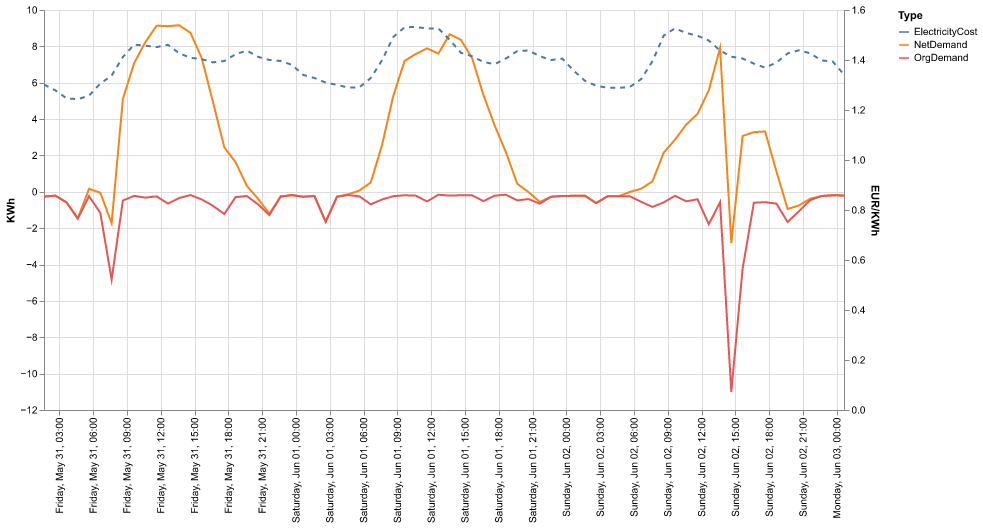 10
8
6
4
2
0
−2
−4
−6
−8
−10
−12
KWh
1.6
1.4
1.2
1.0
0.8
0.6
0.4
0.2
0.0
EUR/KWh
Type
ElectricityCost
NetDemand
OrgDemand
Friday, May 31, 03:00
Friday, May 31, 06:00
Friday, May 31, 09:00
Friday, May 31, 12:00
Friday, May 31, 15:00
Friday, May 31, 18:00
Friday, May 31, 21:00
Saturday, Jun 01, 00:00
Saturday, Jun 01, 03:00
Saturday, Jun 01, 06:00
Saturday, Jun 01, 09:00
Saturday, Jun 01, 12:00
Saturday, Jun 01, 15:00
Saturday, Jun 01, 18:00
Saturday, Jun 01, 21:00
Sunday, Jun 02, 00:00
Sunday, Jun 02, 03:00
Sunday, Jun 02, 06:00
Sunday, Jun 02, 09:00
Sunday, Jun 02, 12:00
Sunday, Jun 02, 15:00
Sunday, Jun 02, 18:00
Sunday, Jun 02, 21:00
Monday, Jun 03, 00:00